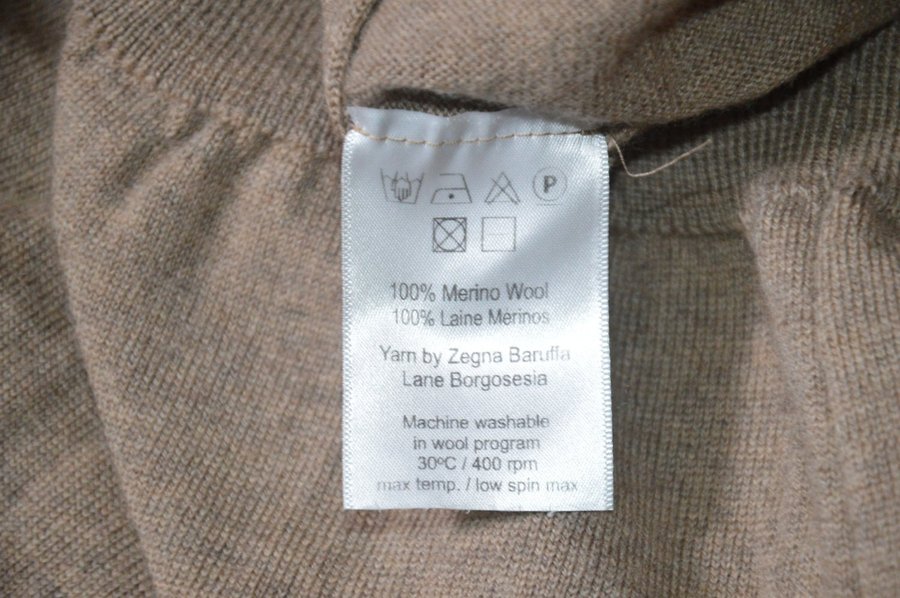 P
100% Merino Wool
100% Laine Mérinos
Yarn by Zegna Baruffa
Lane Borgosesia
Machine washable
in wool program
30ºC / 400 rpm
max temp. / low spin max